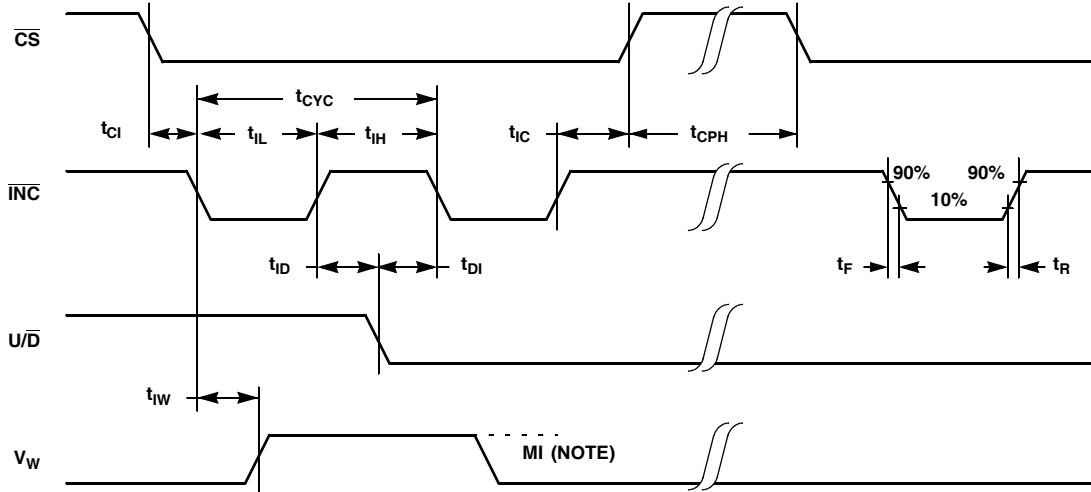 CS
tCYC
tCI
tIL
tIH
tIC
tCPH
INC
90%
90%
10%
tID
tDI
tF
tR
U/D
tIW
MI (NOTE)
VW